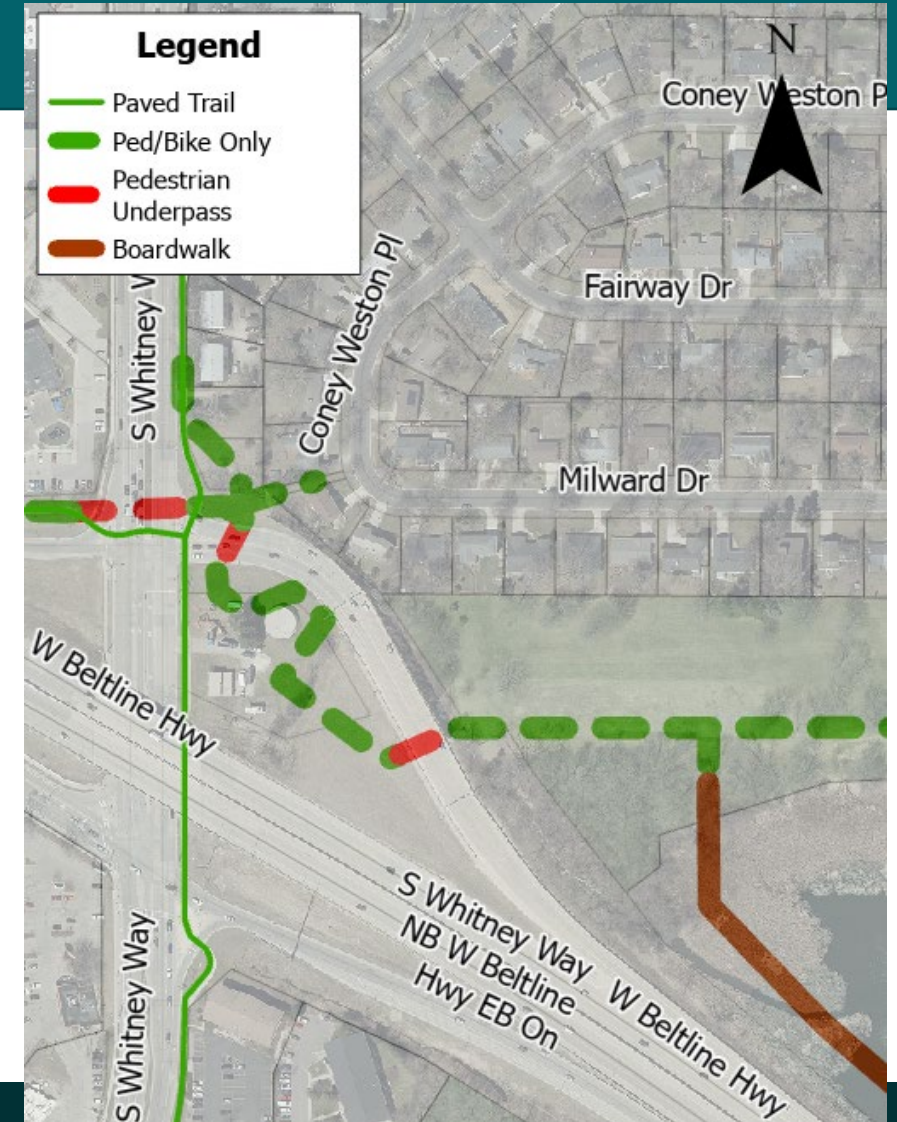 Legend
Paved Trail
Ped/Bike Only
Pedestrian
Underpass
Boardwalk
N
Coney Weston P
Fairway Dr
Coney Weston Pl
S Whitney W
Milward Dr
W Beltline Hwy
S Whitney Way
NB W Beltline
Hwy EB On
W Beltline Hwy
S Whitney Way